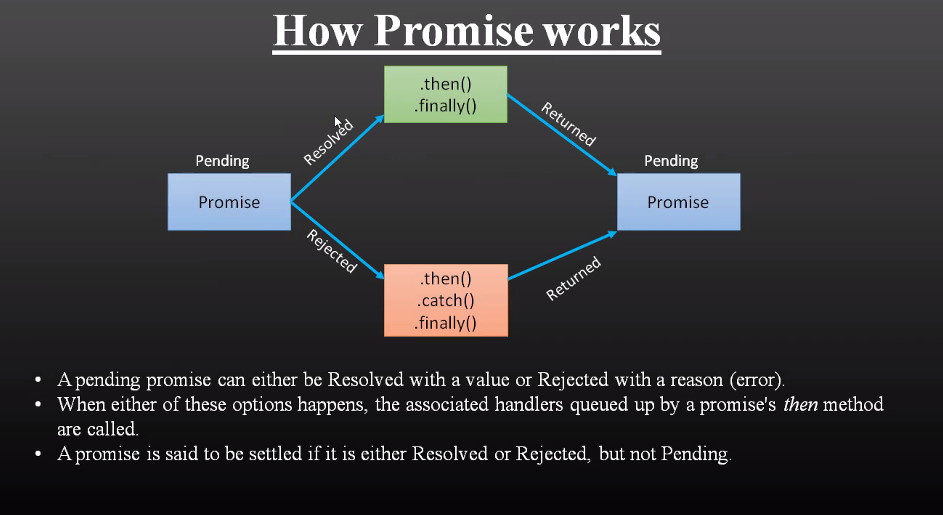 How Promise works
.then()
.finally()
Resolved
Returned
Pending
Promise
Pending
Promise
Rejected
Returned
.then()
.catch()
.finally()
• A pending promise can either be Resolved with a value or Rejected with a reason (error).
• When either of these options happens, the associated handlers queued up by a promise's then method
are called.
• A promise is said to be settled if it is either Resolved or Rejected, but not Pending.